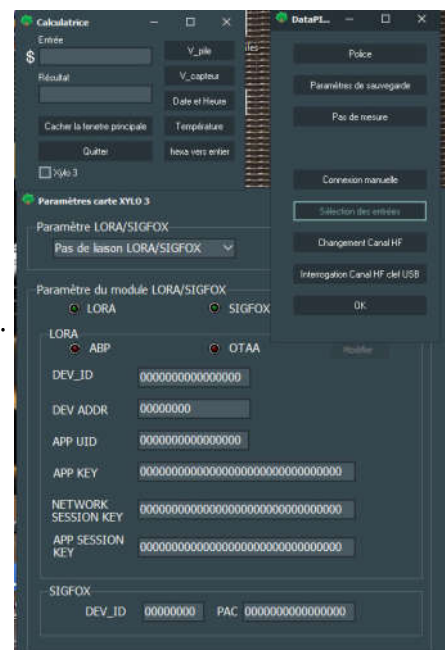 Calculatrice
Entrée
$
V_pile
Résultat
V_capteur
Date et Heure
Cacher la fenetre principale
Température
Quitter
hexa vers entier
Xylo 3
DataPI...
Police
Paramètres de sauvegarde
Pas de mesure
Connexion manuelle
Sélection des entrées
Changement Canal HF
Interrogation Canal HF clef USB
OK
Paramètres carte XYLO 3
Paramètre LORA/SIGFOX
Pas de liaison LORA/SIGFOX
Paramètre du module LORA/SIGFOX
LORA
SIGFOX
LORA
ABP
OTAA
Modifier
DEV_ID
0000000000000000
DEV ADDR
00000000
APP UID
0000000000000000
APP KEY
00000000000000000000000000000000
NETWORK
SESSION KEY
00000000000000000000000000000000
APP SESSION
KEY
00000000000000000000000000000000
SIGFOX
DEV_ID
00000000
PAC
0000000000000000